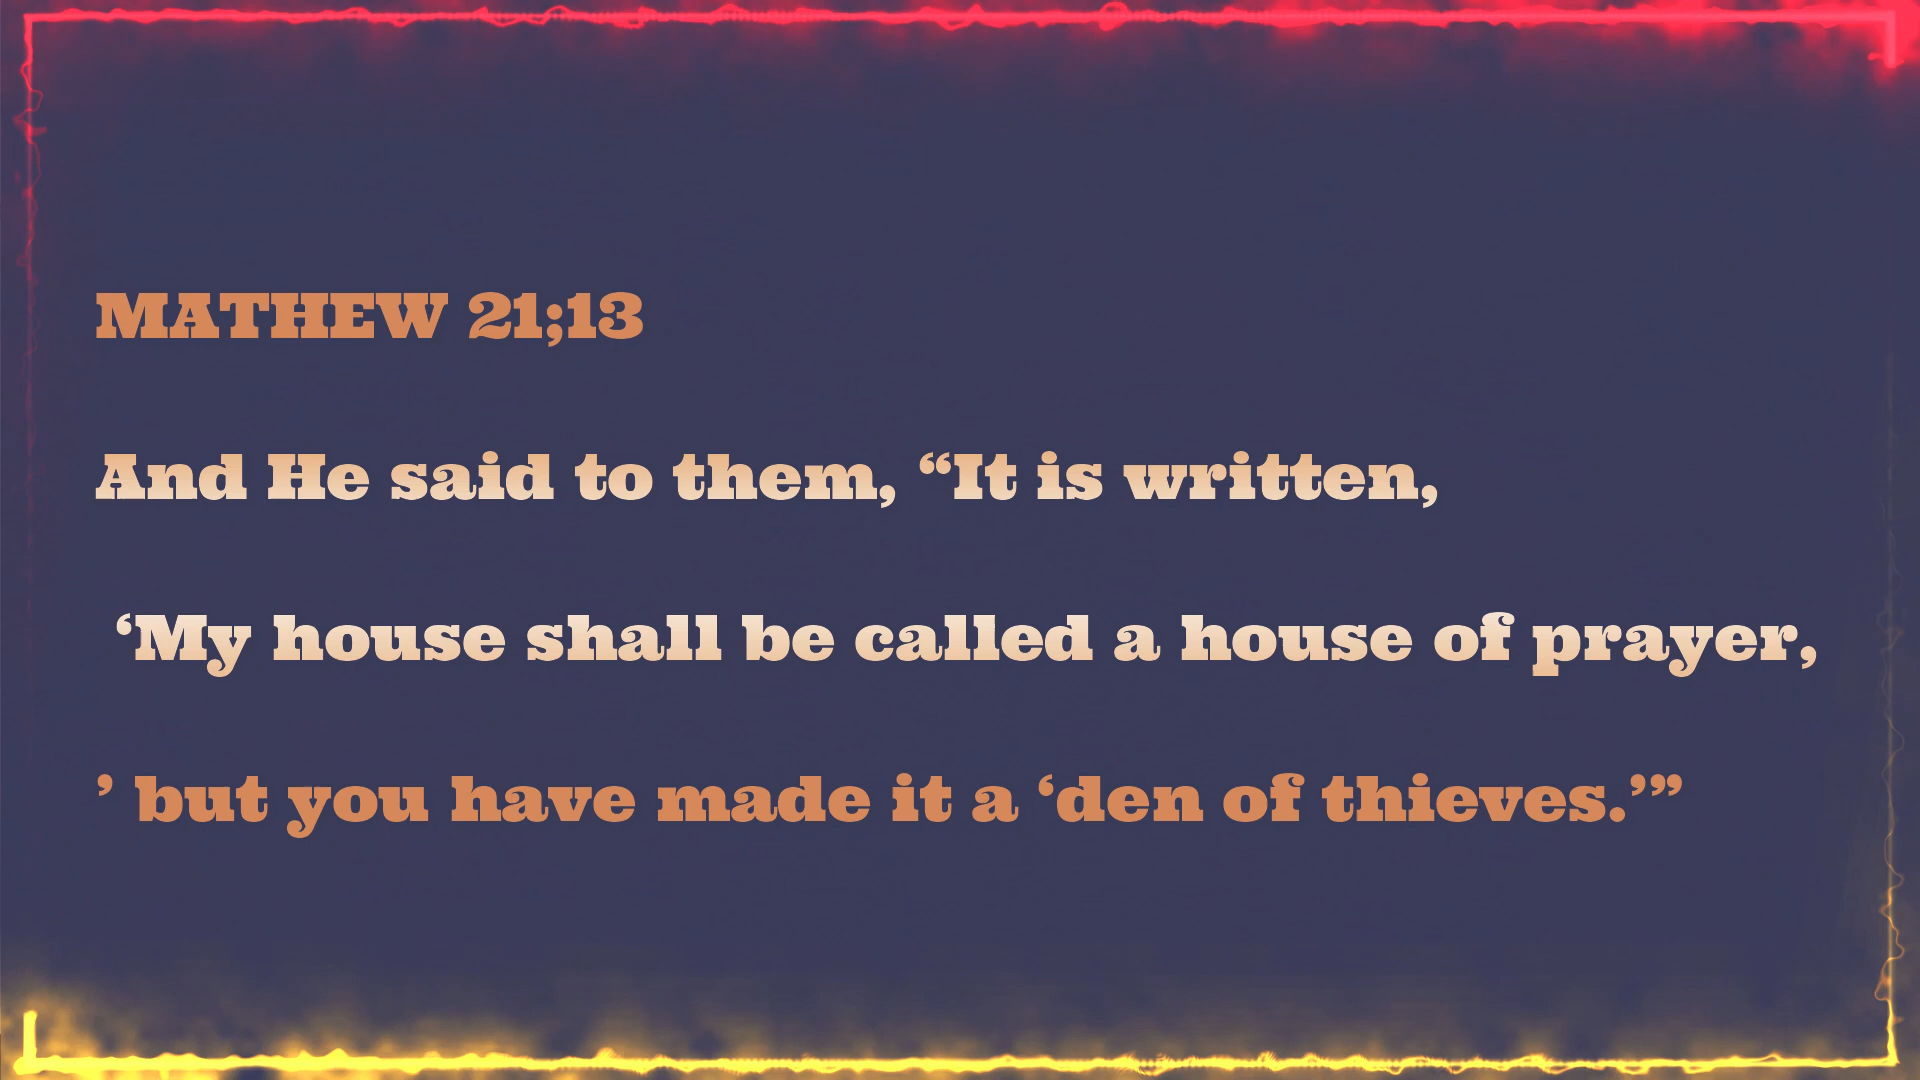 MATHEW 21;13
And He said to them, “It is written,
‘My house shall be called a house of prayer,
’ but you have made it a ‘den of thieves.’”